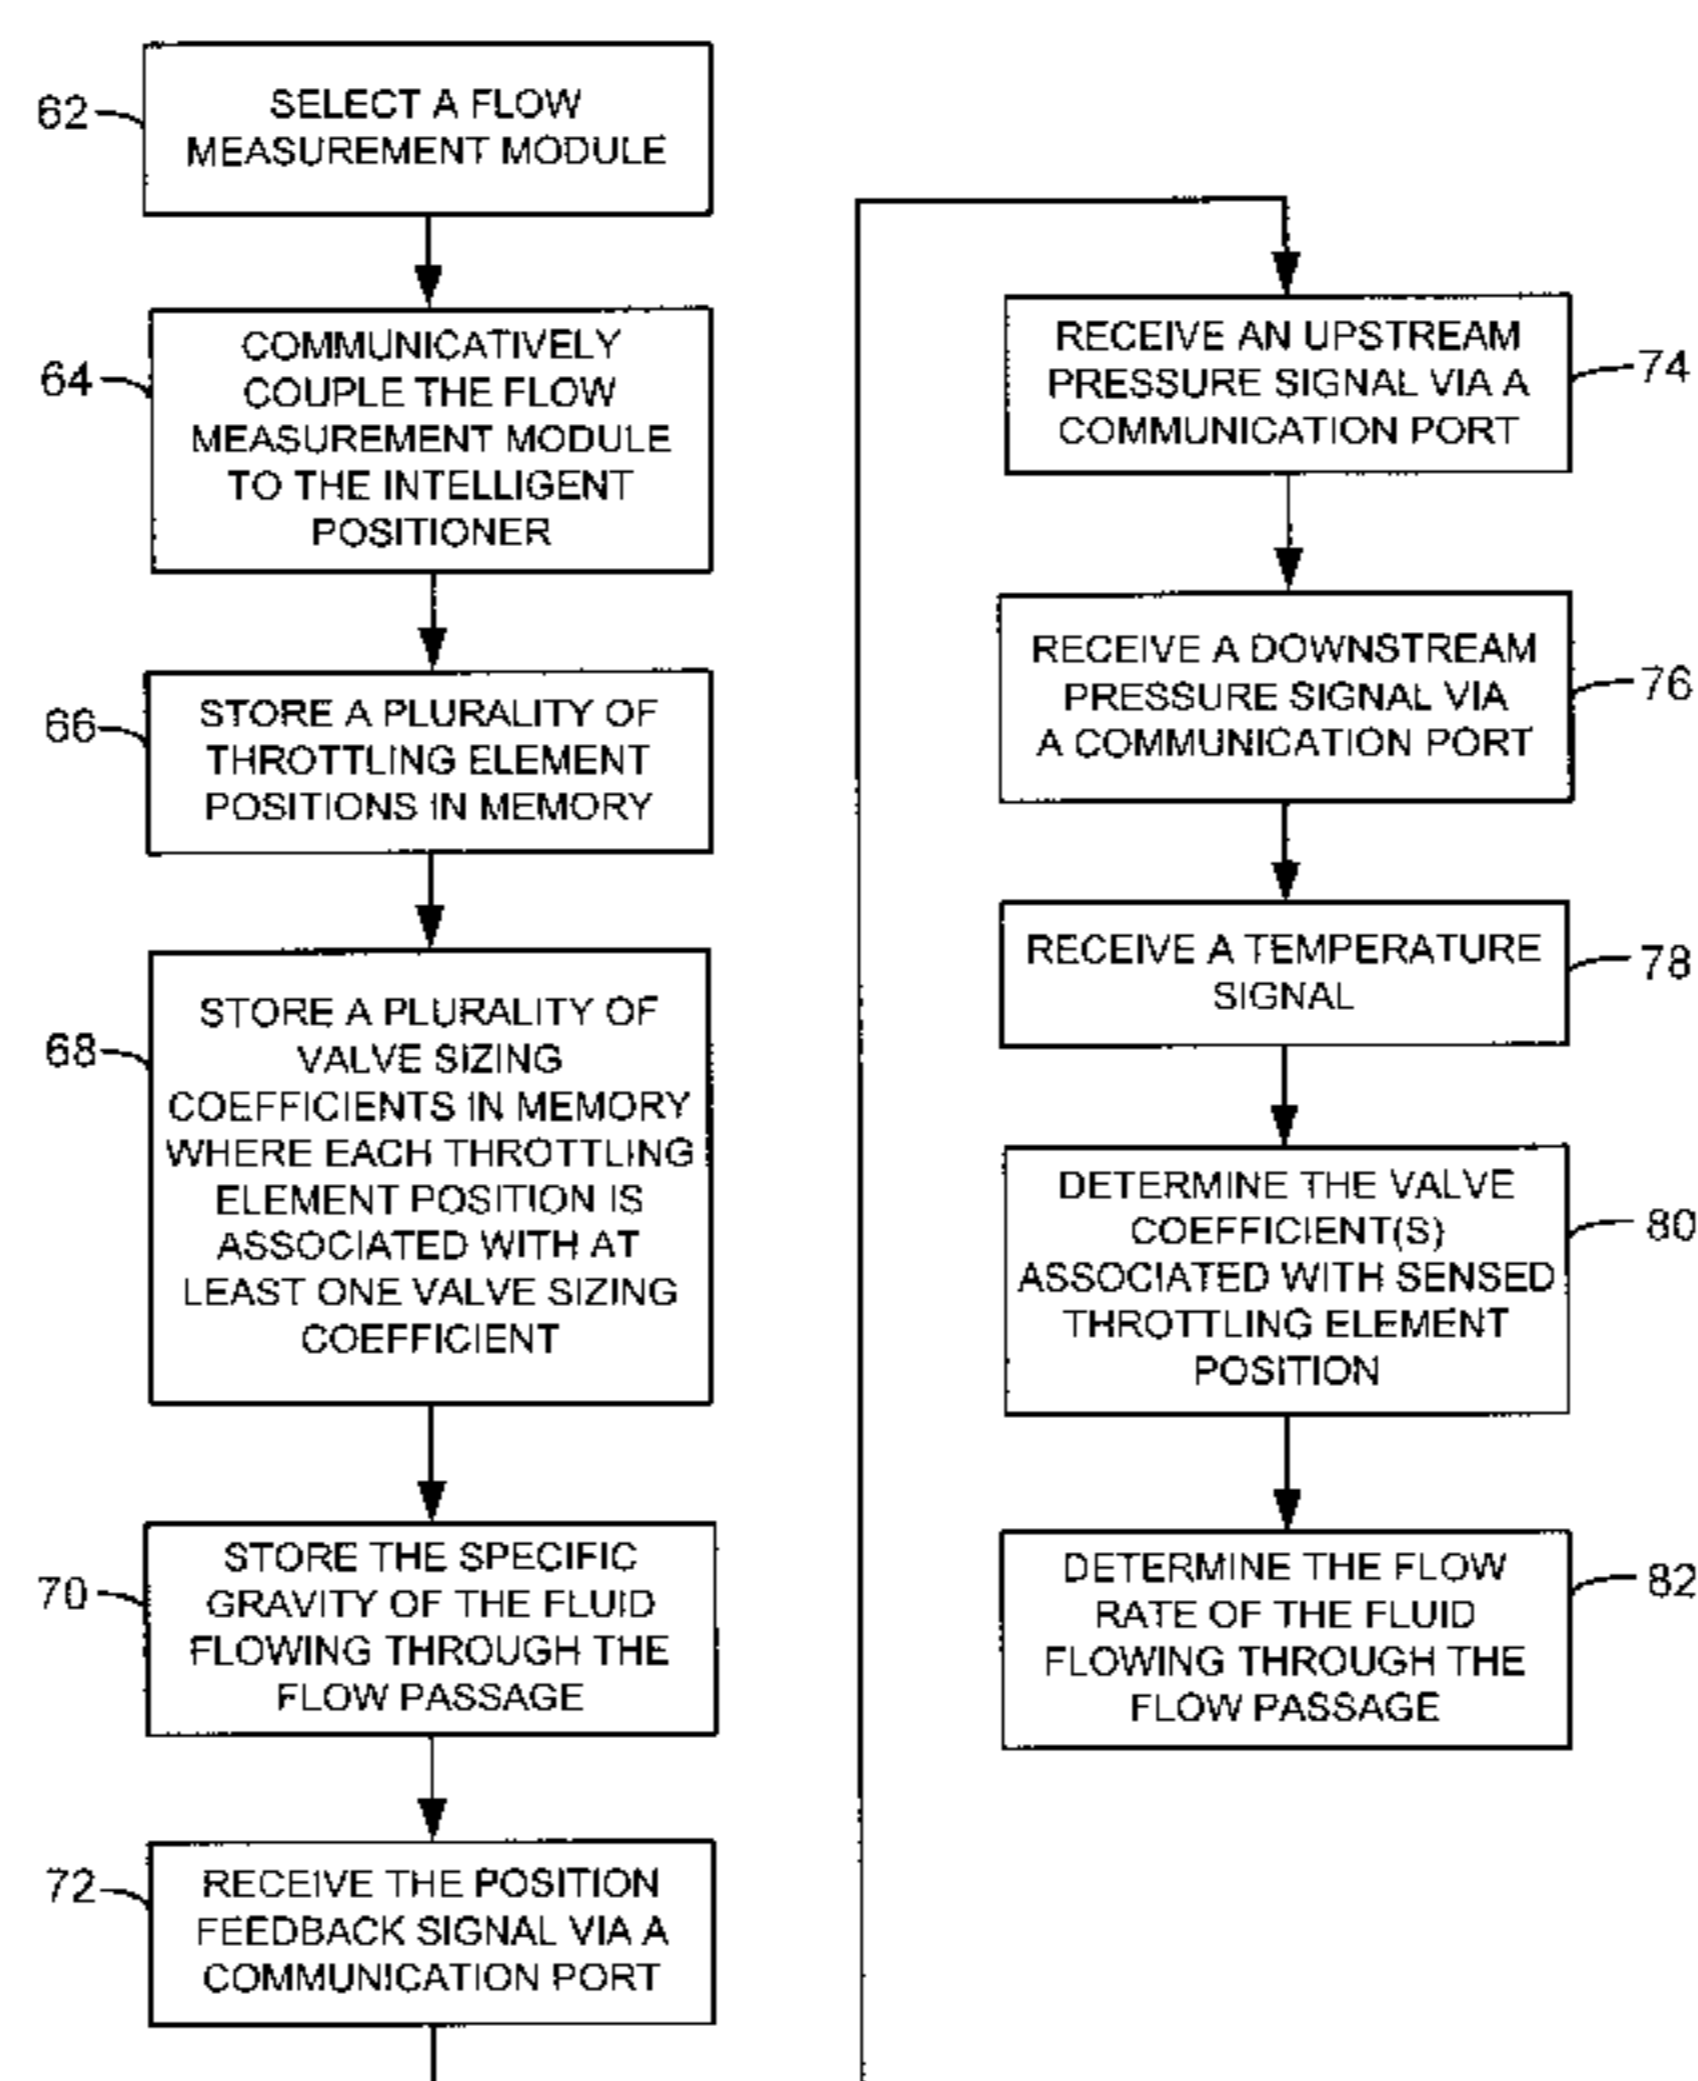 62
SELECT A FLOW
MEASUREMENT MODULE
64
COMMUNICATIVELY
COUPLE THE FLOW
MEASUREMENT MODULE
TO THE INTELLIGENT
POSITIONER
66
STORE A PLURALITY OF
THROTTLING ELEMENT
POSITIONS IN MEMORY
68
STORE A PLURALITY OF
VALVE SIZING
COEFFICIENTS IN MEMORY
WHERE EACH THROTTLING
ELEMENT POSITION IS
ASSOCIATED WITH AT
LEAST ONE VALVE SIZING
COEFFICIENT
70
STORE THE SPECIFIC
GRAVITY OF THE FLUID
FLOWING THROUGH THE
FLOW PASSAGE
72
RECEIVE THE POSITION
FEEDBACK SIGNAL VIA A
COMMUNICATION PORT
RECEIVE AN UPSTREAM
PRESSURE SIGNAL VIA A
COMMUNICATION PORT
74
RECEIVE A DOWNSTREAM
PRESSURE SIGNAL VIA
A COMMUNICATION PORT
76
RECEIVE A TEMPERATURE
SIGNAL
78
DETERMINE THE VALVE
COEFFICIENT(S)
ASSOCIATED WITH SENSED
THROTTLING ELEMENT
POSITION
80
DETERMINE THE FLOW
RATE OF THE FLUID
FLOWING THROUGH THE
FLOW PASSAGE
82